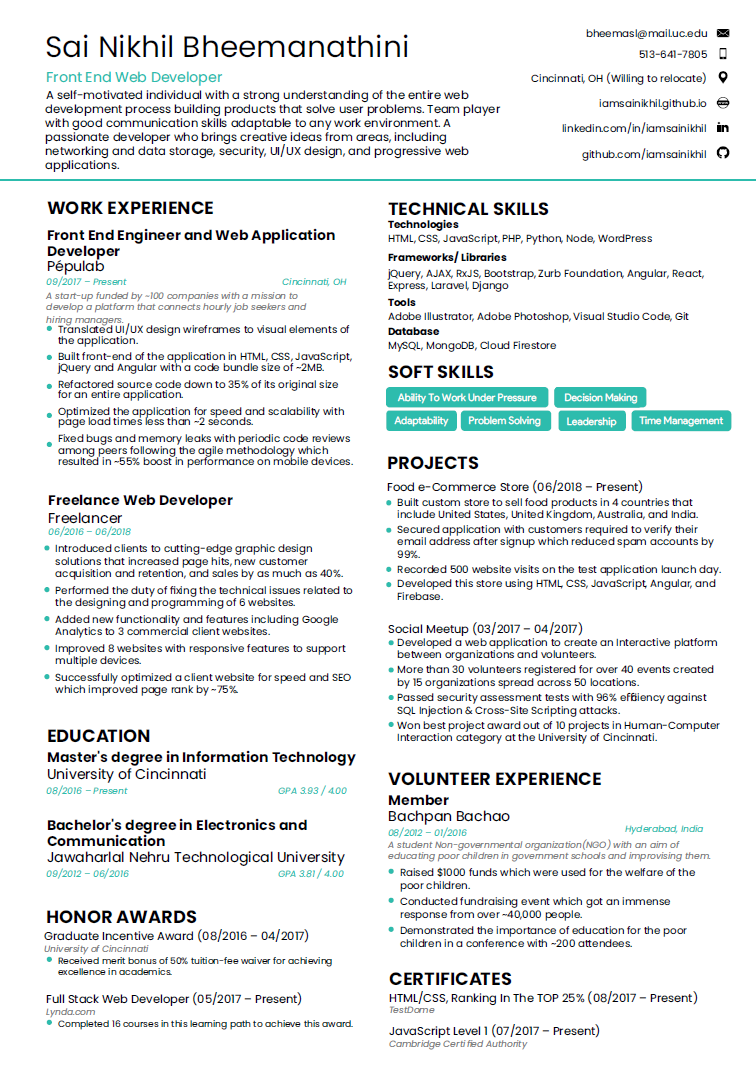 Sai Nikhil Bheemanathini
Front End Web Developer
A self-motivated individual with a strong understanding of the entire web
development process building products that solve user problems. Team player
with good communication skills adaptable to any work environment. A
passionate developer who brings creative ideas from areas, including
networking and data storage, security, UI/UX design, and progressive web
applications.
bheemasl@mail.uc.edu
513-641-7805
Cincinnati, OH (Willing to relocate)
iamsainikhil.github.io
linkedin.com/in/iamsainikhil
github.com/iamsainikhil
WORK EXPERIENCE
Front End Engineer and Web Application
Developer
Pépulab
09/2017 – Present Cincinnati, OH
A start-up funded by ~100 companies with a mission to
develop a platform that connects hourly job seekers and
hiring managers.
Translated UI/UX design wireframes to visual elements of
the application.
Built front-end of the application in HTML, CSS, JavaScript,
jQuery and Angular with a code bundle size of ~2MB.
Refactored source code down to 35% of its original size
for an entire application.
Optimized the application for speed and scalability with
page load times less than ~2 seconds.
Fixed bugs and memory leaks with periodic code reviews
among peers following the agile methodology which
resulted in ~55% boost in performance on mobile devices.
Freelance Web Developer
Freelancer
06/2016 – 06/2018
Introduced clients to cutting-edge graphic design
solutions that increased page hits, new customer
acquisition and retention, and sales by as much as 40%.
Performed the duty of fixing the technical issues related to
the designing and programming of 6 websites.
Added new functionality and features including Google
Analytics to 3 commercial client websites.
Improved 8 websites with responsive features to support
multiple devices.
Successfully optimized a client website for speed and SEO
which improved page rank by ~75%.
EDUCATION
Master's degree in Information Technology
University of Cincinnati
08/2016 – Present GPA 3.93 / 4.00
Bachelor's degree in Electronics and
Communication
Jawaharlal Nehru Technological University
09/2012 – 06/2016 GPA 3.81 / 4.00
HONOR AWARDS
Graduate Incentive Award (08/2016 – 04/2017)
University of Cincinnati
Received merit bonus of 50% tuition-fee waiver for achieving
excellence in academics.
Full Stack Web Developer (05/2017 – Present)
Lynda.com
Completed 16 courses in this learning path to achieve this award.
TECHNICAL SKILLS
Technologies
HTML, CSS, JavaScript, PHP, Python, Node, WordPress
Frameworks/ Libraries
jQuery, AJAX, RxJS, Bootstrap, Zurb Foundation, Angular, React,
Express, Laravel, Django
Tools
Adobe Illustrator, Adobe Photoshop, Visual Studio Code, Git
Database
MySQL, MongoDB, Cloud Firestore
SOFT SKILLS
Ability To Work Under Pressure Decision Making
Adaptability Problem Solving Leadership Time Management
PROJECTS
Food e-Commerce Store (06/2018 – Present)
Built custom store to sell food products in 4 countries that
include United States, United Kingdom, Australia, and India.
Secured application with customers required to verify their
email address after signup which reduced spam accounts by
99%.
Recorded 500 website visits on the test application launch day.
Developed this store using HTML, CSS, JavaScript, Angular, and
Firebase.
Social Meetup (03/2017 – 04/2017)
Developed a web application to create an Interactive platform
between organizations and volunteers.
More than 30 volunteers registered for over 40 events created
by 15 organizations spread across 50 locations.
Passed security assessment tests with 96% efficiency against
SQL Injection & Cross-Site Scripting attacks.
Won best project award out of 10 projects in Human-Computer
Interaction category at the University of Cincinnati.
VOLUNTEER EXPERIENCE
Member
Bachpan Bachao
08/2012 – 01/2016 Hyderabad, India
A student Non-governmental organization(NGO) with an aim of
educating poor children in government schools and improvising them.
Raised $1000 funds which were used for the welfare of the
poor children.
Conducted fundraising event which got an immense
response from over ~40,000 people.
Demonstrated the importance of education for the poor
children in a conference with ~200 attendees.
CERTIFICATES
HTML/CSS, Ranking In The TOP 25% (08/2017 – Present)
TestDome
JavaScript Level 1 (07/2017 – Present)
Cambridge Certified Authority